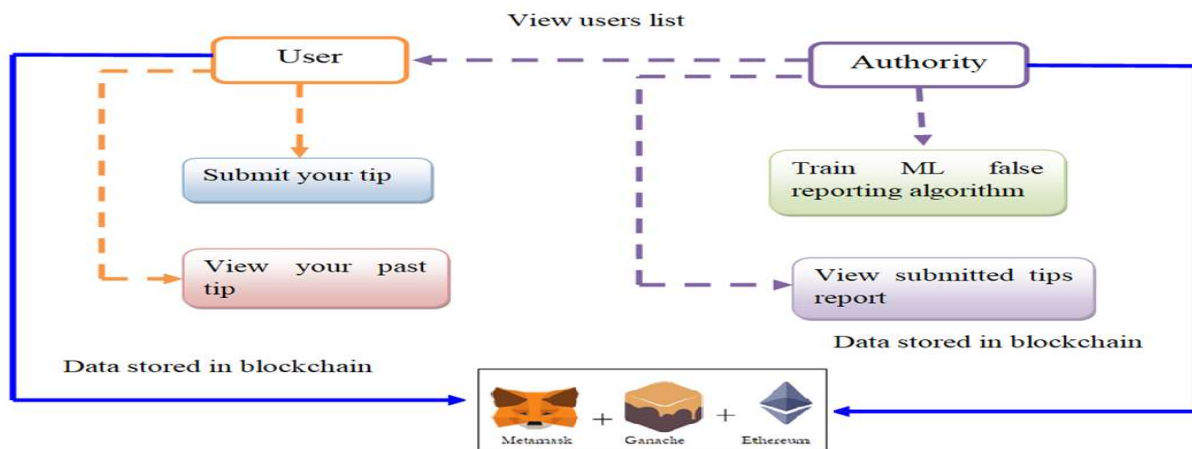 View users list
User
Authority
Submit your tip
Train ML false
reporting algorithm
View your past
tip
View submitted tips
report
Data stored in blockchain
Data stored in blockchain
+ +
Metamask Ganache Ethereum